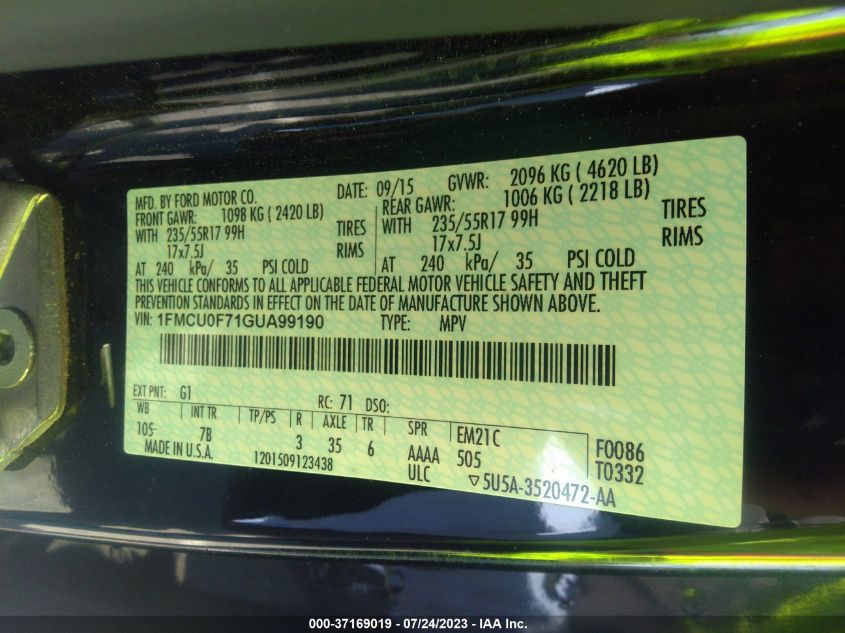 MFD. BY FORD MOTOR CO.
DATE: 09/15 GVWR: 2096 KG ( 4620 LB)
FRONT GAWR: 1098 KG ( 2420 LB)
WITH 235/55R17 99H TIRES
17x7.5J RIMS
AT 240 kPa/ 35 PSI COLD
REAR GAWR: 1006 KG ( 2218 LB)
WITH 235/55R17 99H TIRES
17x7.5J RIMS
AT 240 kPa/ 35 PSI COLD
THIS VEHICLE CONFORMS TO ALL APPLICABLE FEDERAL MOTOR VEHICLE SAFETY AND THEFT
PREVENTION STANDARDS IN EFFECT ON THE DATE OF MANUFACTURE SHOWN ABOVE.
VIN: 1FMCU0F71GUA99190 TYPE: MPV
EXT PNT: G1 RC: 71 DSO:
WB INT TR TP/PS R AXLE TR SPR
105- 7B 3 35 6 AAAA
ULC
EM21C
505
MADE IN U.S.A. 1201509123438
5U5A-3520472-AA
F0086
T0332
000-37169019 / 07/24/2023 - IAA Inc.